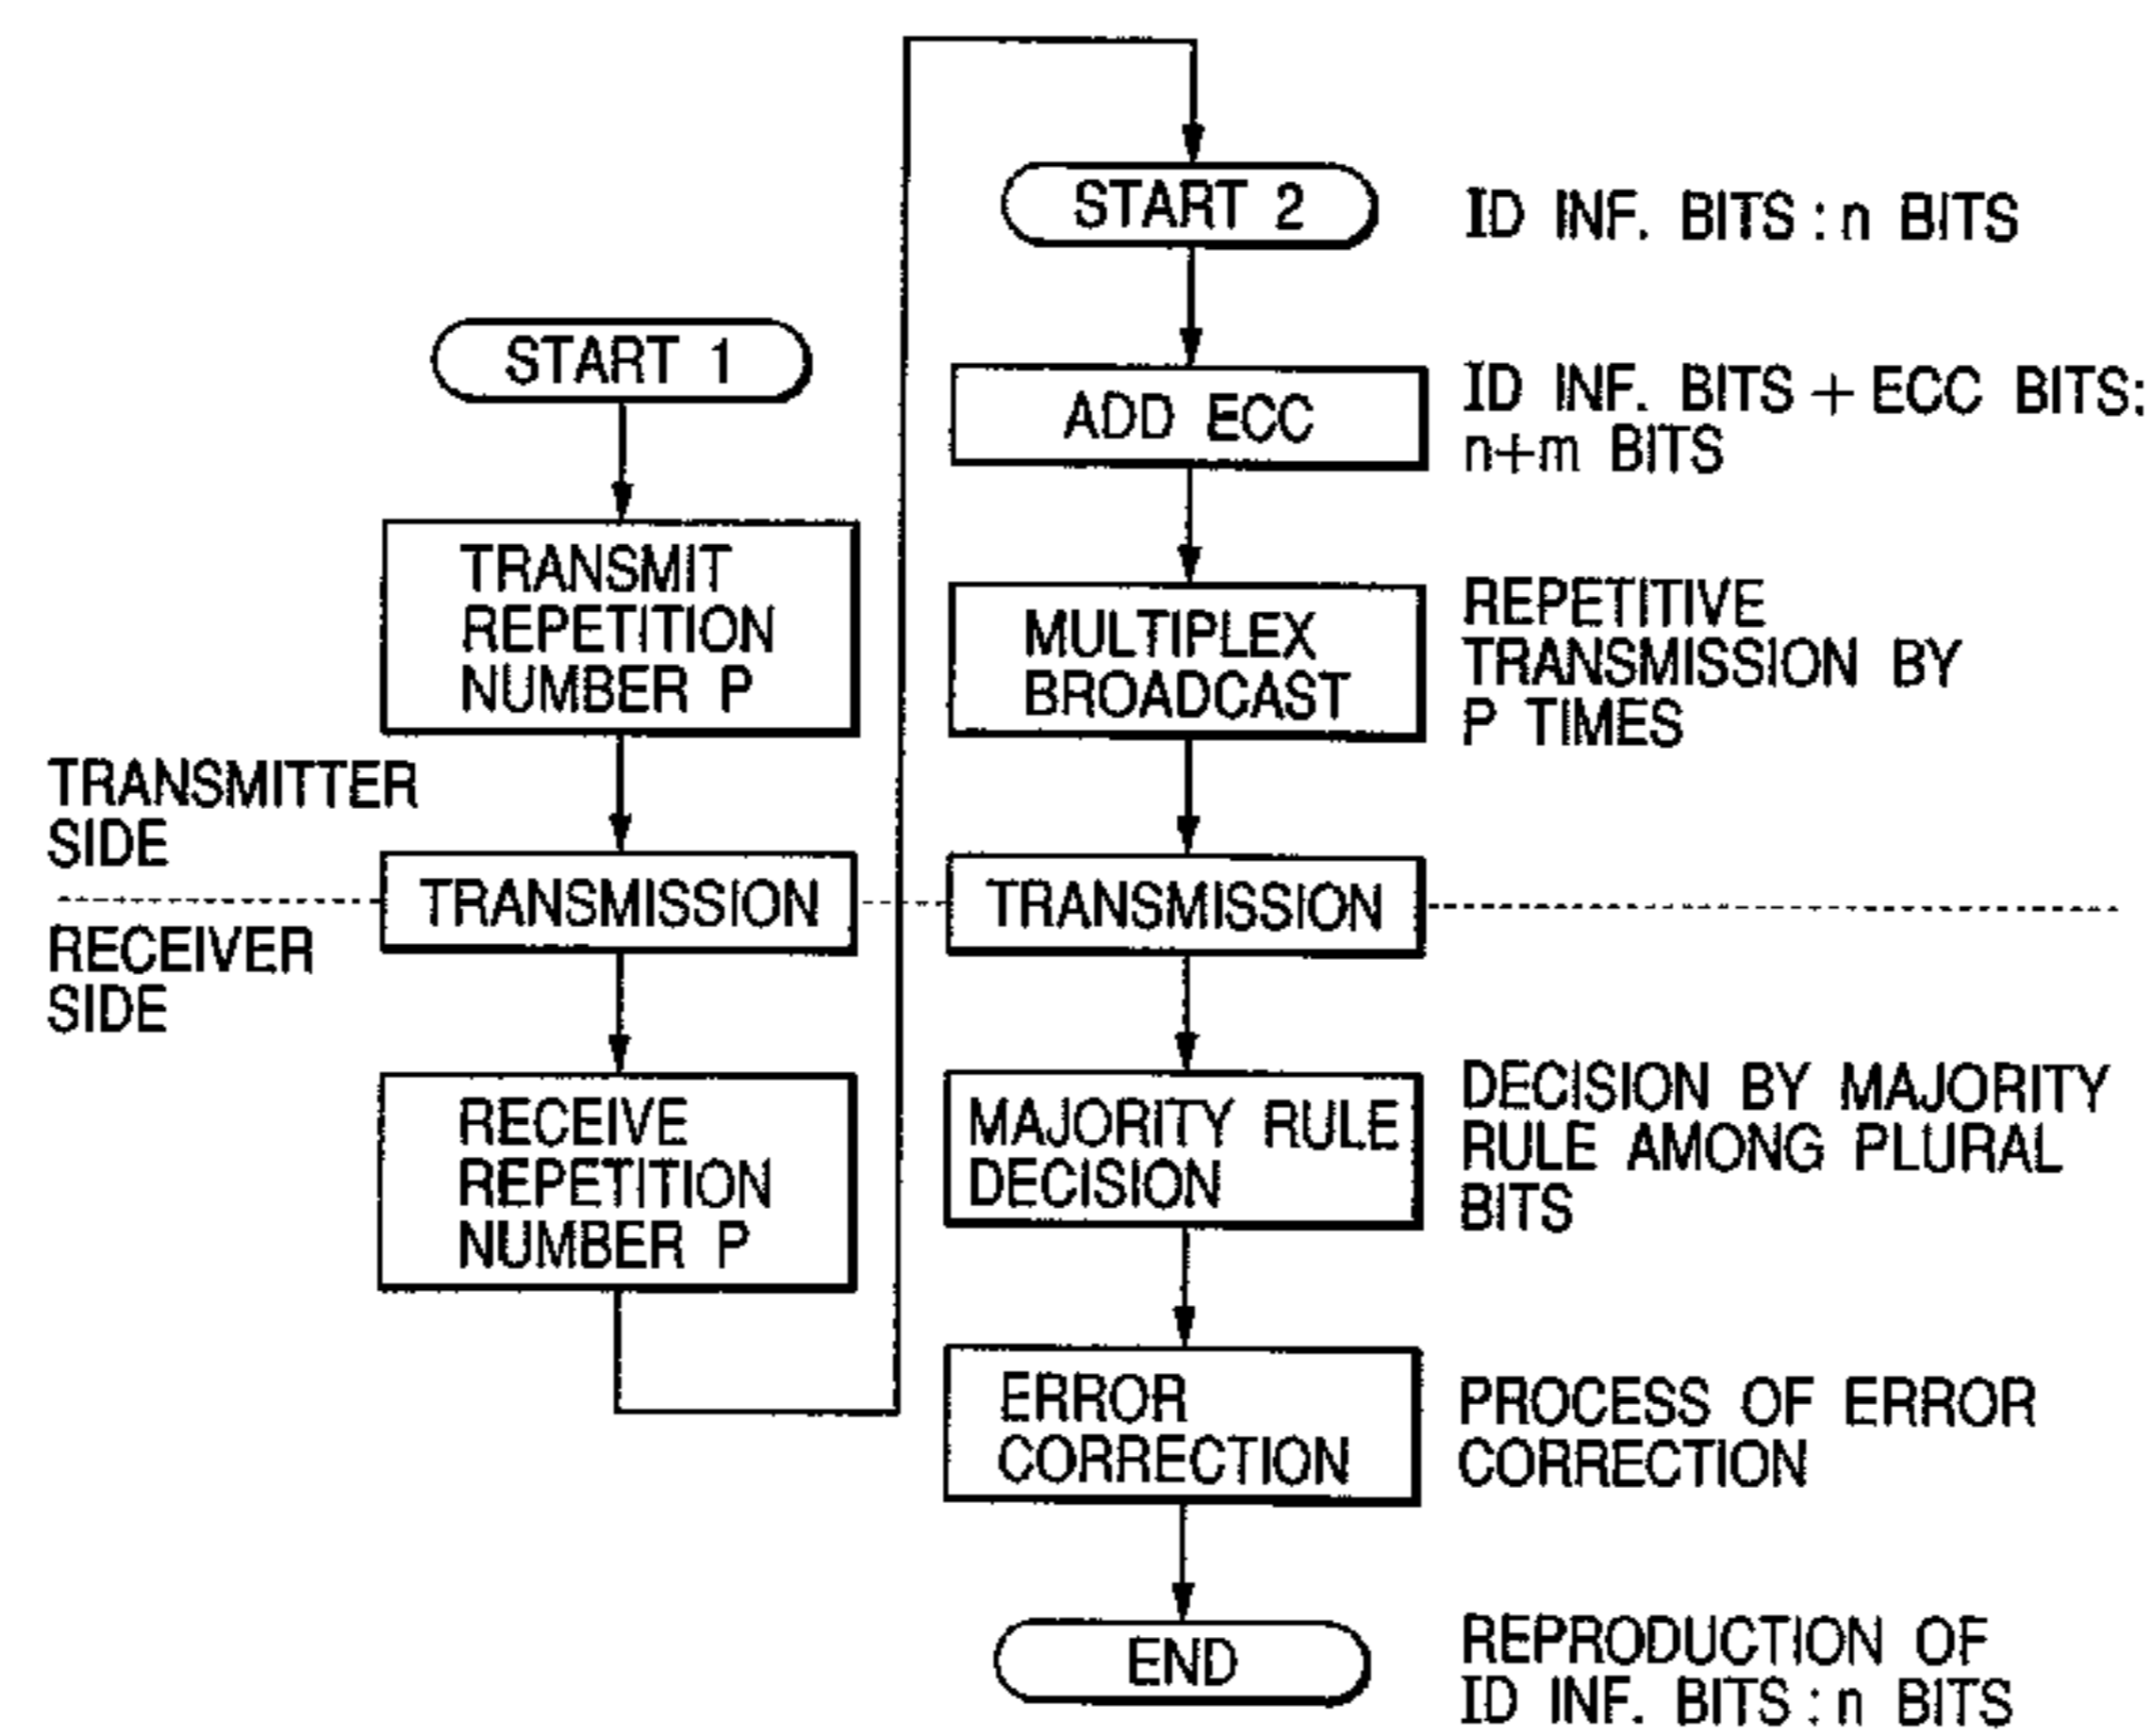 START 1
TRANSMIT
REPETITION
NUMBER P
TRANSMITTER
SIDE
TRANSMISSION
RECEIVER
SIDE
RECEIVE
REPETITION
NUMBER P
START 2
ID INF. BITS : n BITS
ADD ECC
ID INF. BITS + ECC BITS:
n+m BITS
MULTIPLEX
BROADCAST
REPETITIVE
TRANSMISSION BY
P TIMES
TRANSMISSION
MAJORITY RULE
DECISION
DECISION BY MAJORITY
RULE AMONG PLURAL
BITS
ERROR
CORRECTION
PROCESS OF ERROR
CORRECTION
END
REPRODUCTION OF
ID INF. BITS : n BITS